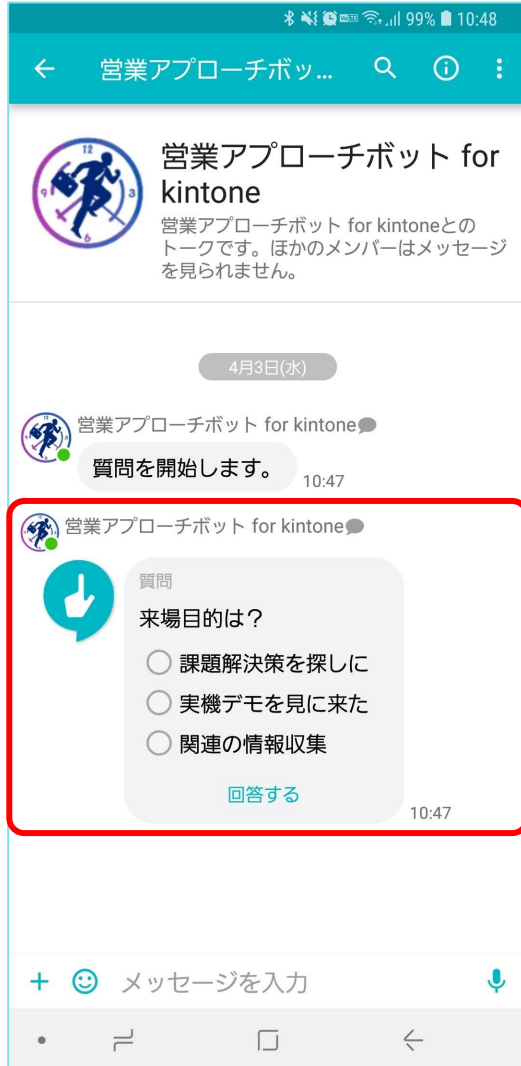 99% 10:48
営業アプローチボッ...
営業アプローチボット for
kintone
営業アプローチボット for kintoneとの
トークです。ほかのメンバーはメッセージ
を見られません。
12
3
6
9
4月3日(水)
営業アプローチボット for kintone
質問を開始します。
10:47
営業アプローチボット for kintone
質問
来場目的は？
課題解決策を探しに
実機デモを見に来た
関連の情報収集
回答する
10:47
メッセージを入力